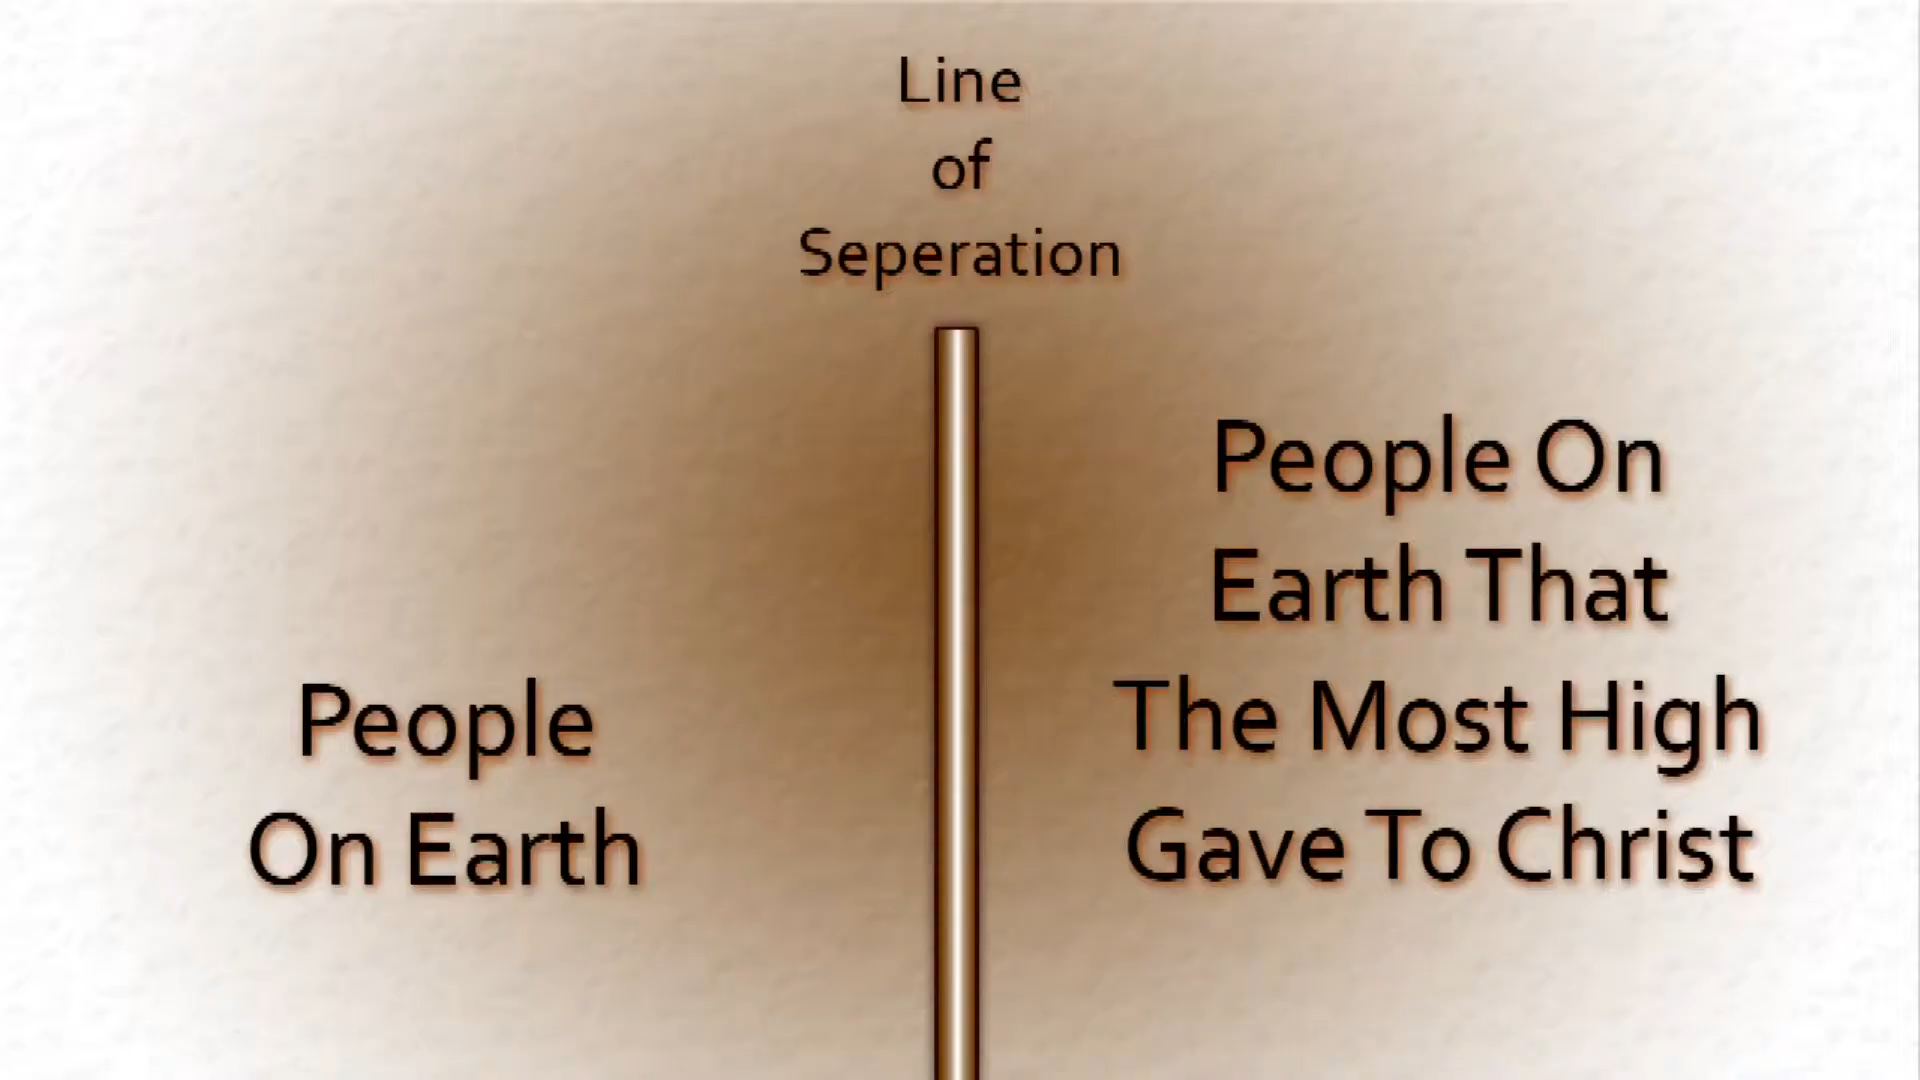 Line
of
Seperation
People
On Earth
People On
Earth That
The Most High
Gave To Christ